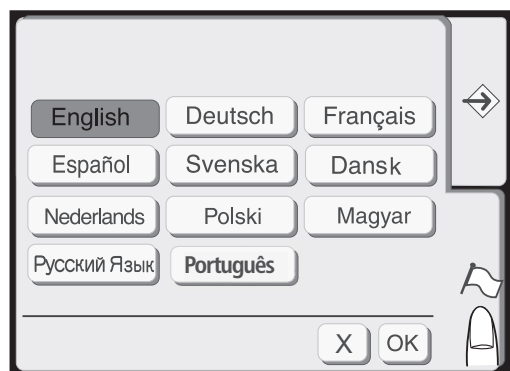 English Deutsch Français
Español Svenska Dansk
Nederlands Polski Magyar
Русский Язык Português
X OK